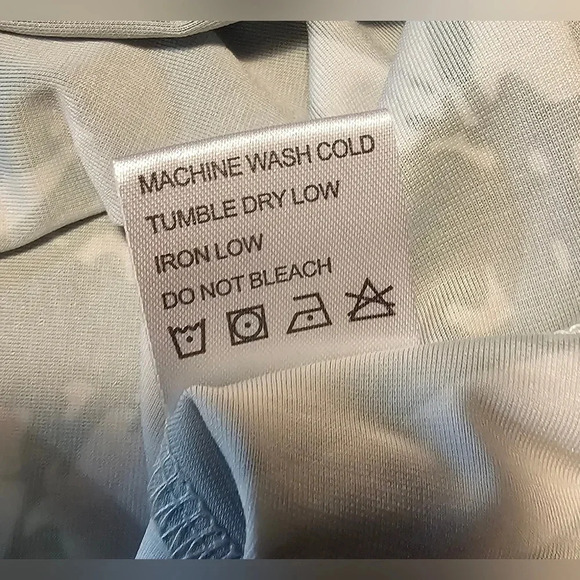 MACHINE WASH COLD
TUMBLE DRY LOW
IRON LOW
DO NOT BLEACH